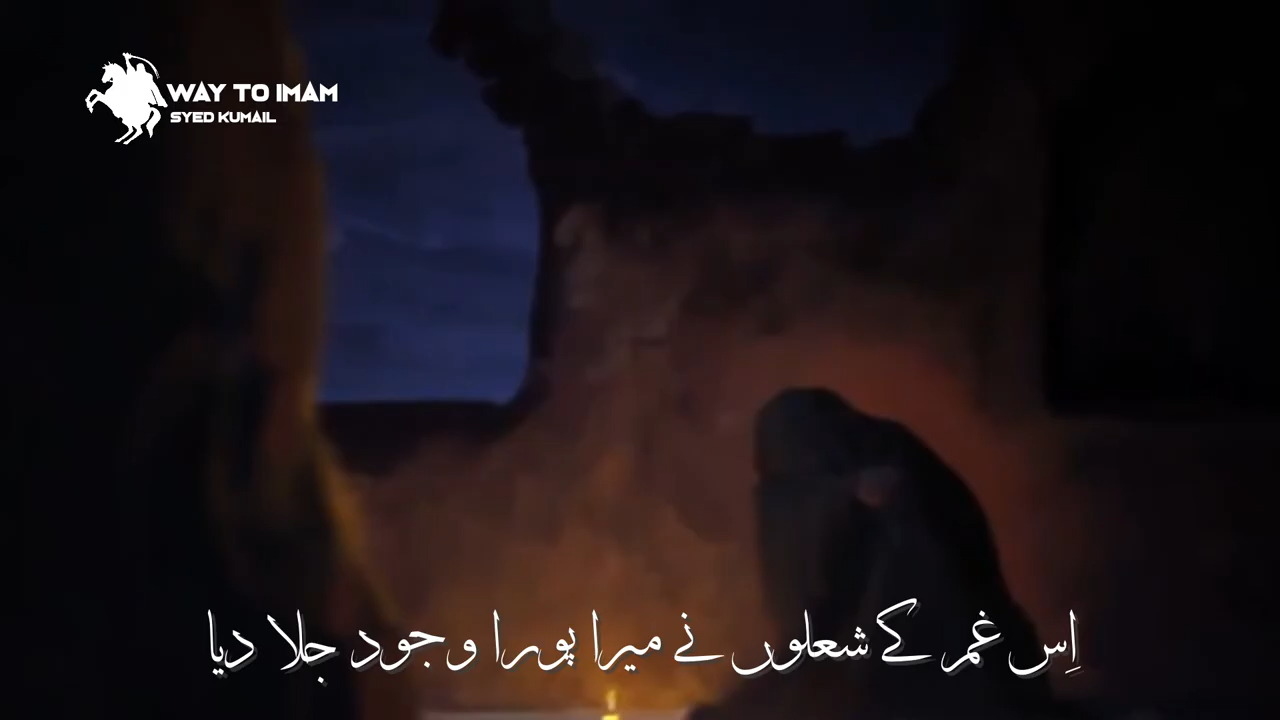 WAY TO IMAM
SYED KUMAIL
اِس غم کے شعلوں نے میرا پورا وجود جلا دیا